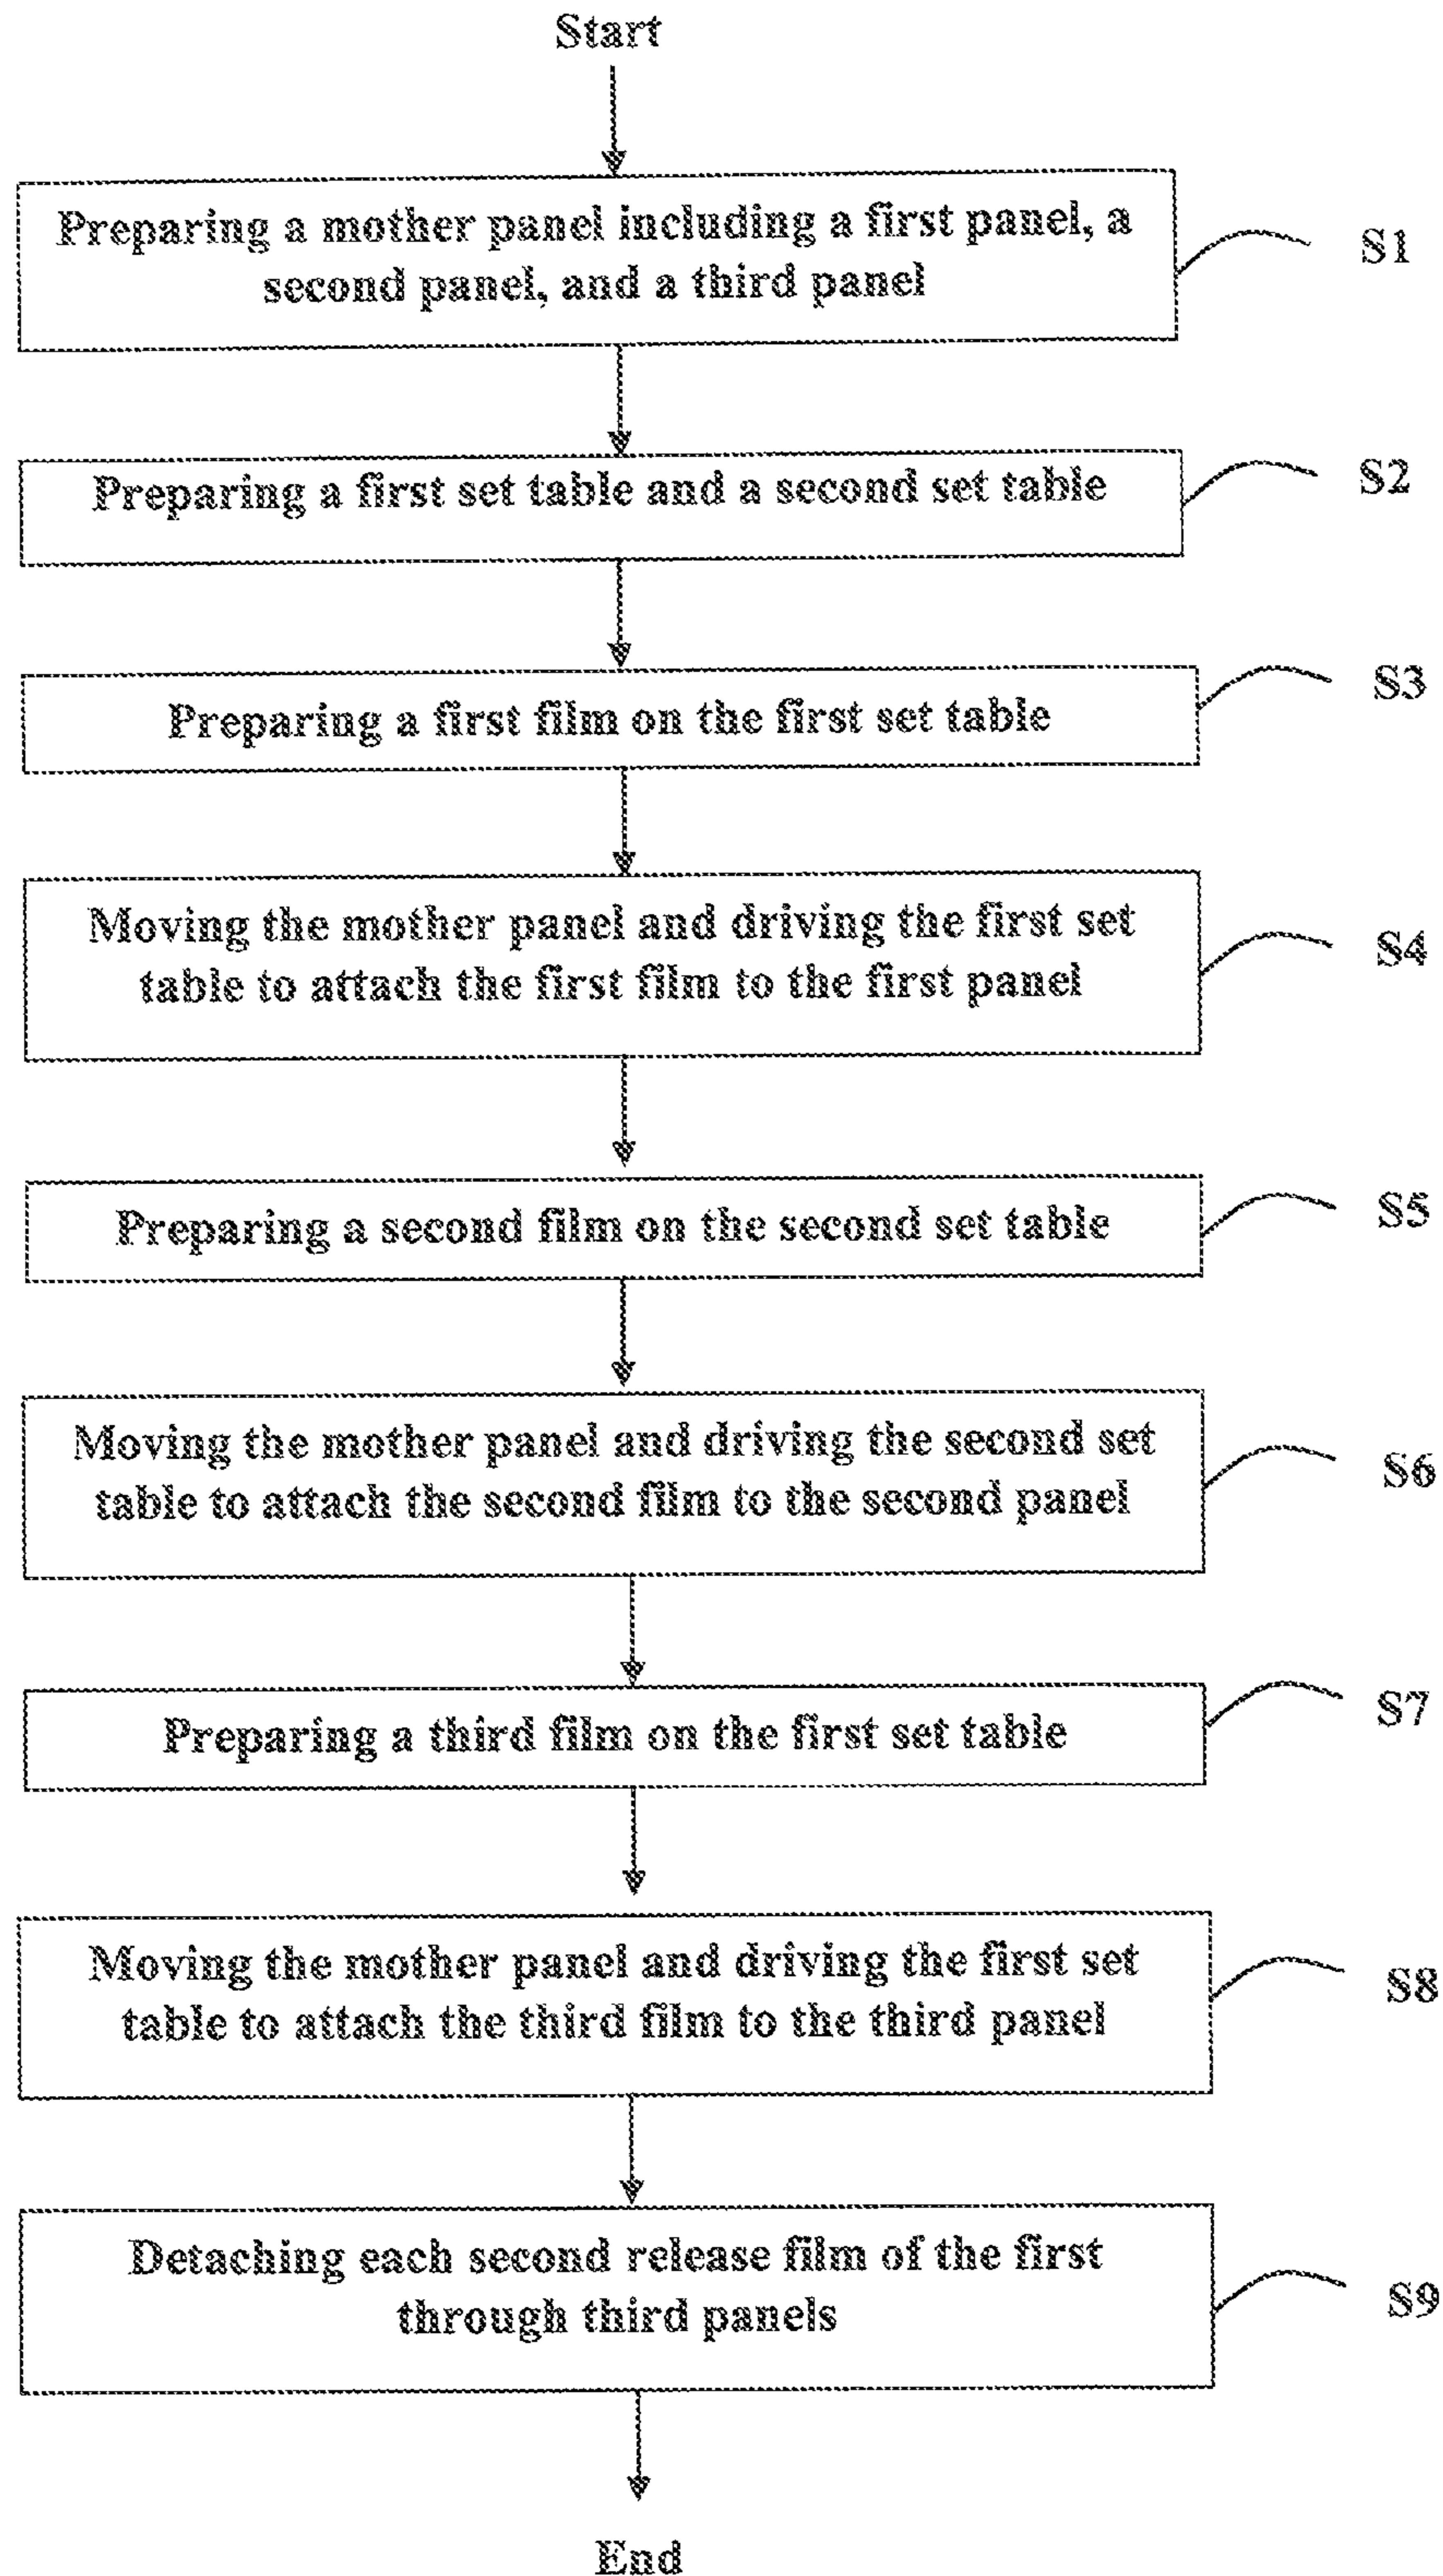 Start
Preparing a mother panel including a first panel, a
second panel, and a third panel
S1
Preparing a first set table and a second set table
S2
Preparing a first film on the first set table
S3
Moving the mother panel and driving the first set
table to attach the first film to the first panel
S4
Preparing a second film on the second set table
S5
Moving the mother panel and driving the second set
table to attach the second film to the second panel
S6
Preparing a third film on the first set table
S7
Moving the mother panel and driving the first set
table to attach the third film to the third panel
S8
Detaching each second release film of the first
through third panels
S9
End